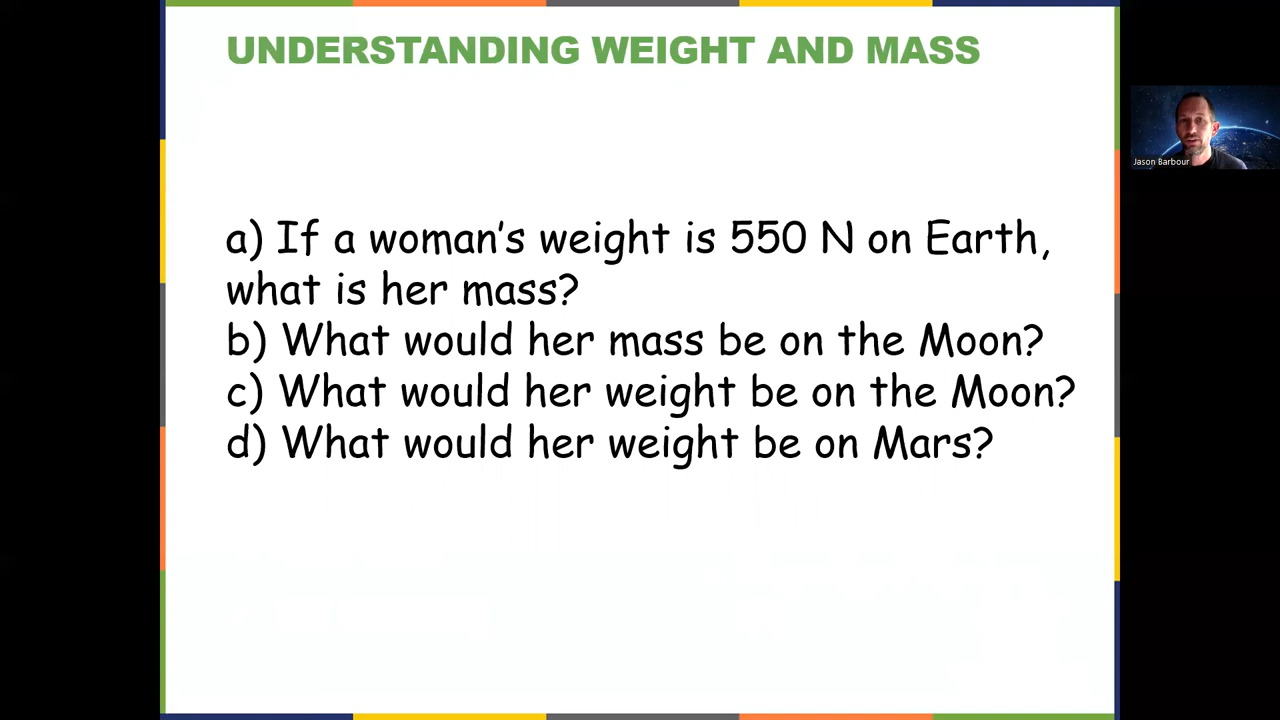 UNDERSTANDING WEIGHT AND MASS
Jason Barbour
a) If a woman's weight is 550 N on Earth,
what is her mass?
b) What would her mass be on the Moon?
c) What would her weight be on the Moon?
d) What would her weight be on Mars?